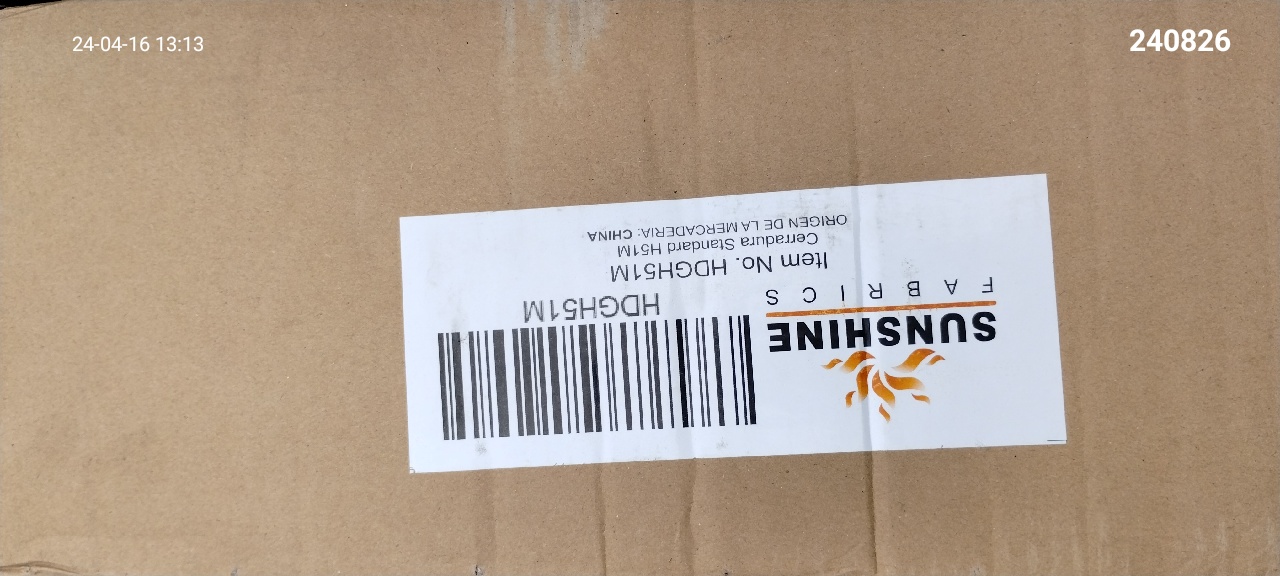 24-04-16 13:13
240826
SUNSHINE
FABRICS
HDGH51M
Item No. HDGH51M
Cerradura Standard H51M
ORIGEN DE LA MERCADERIA: CHINA